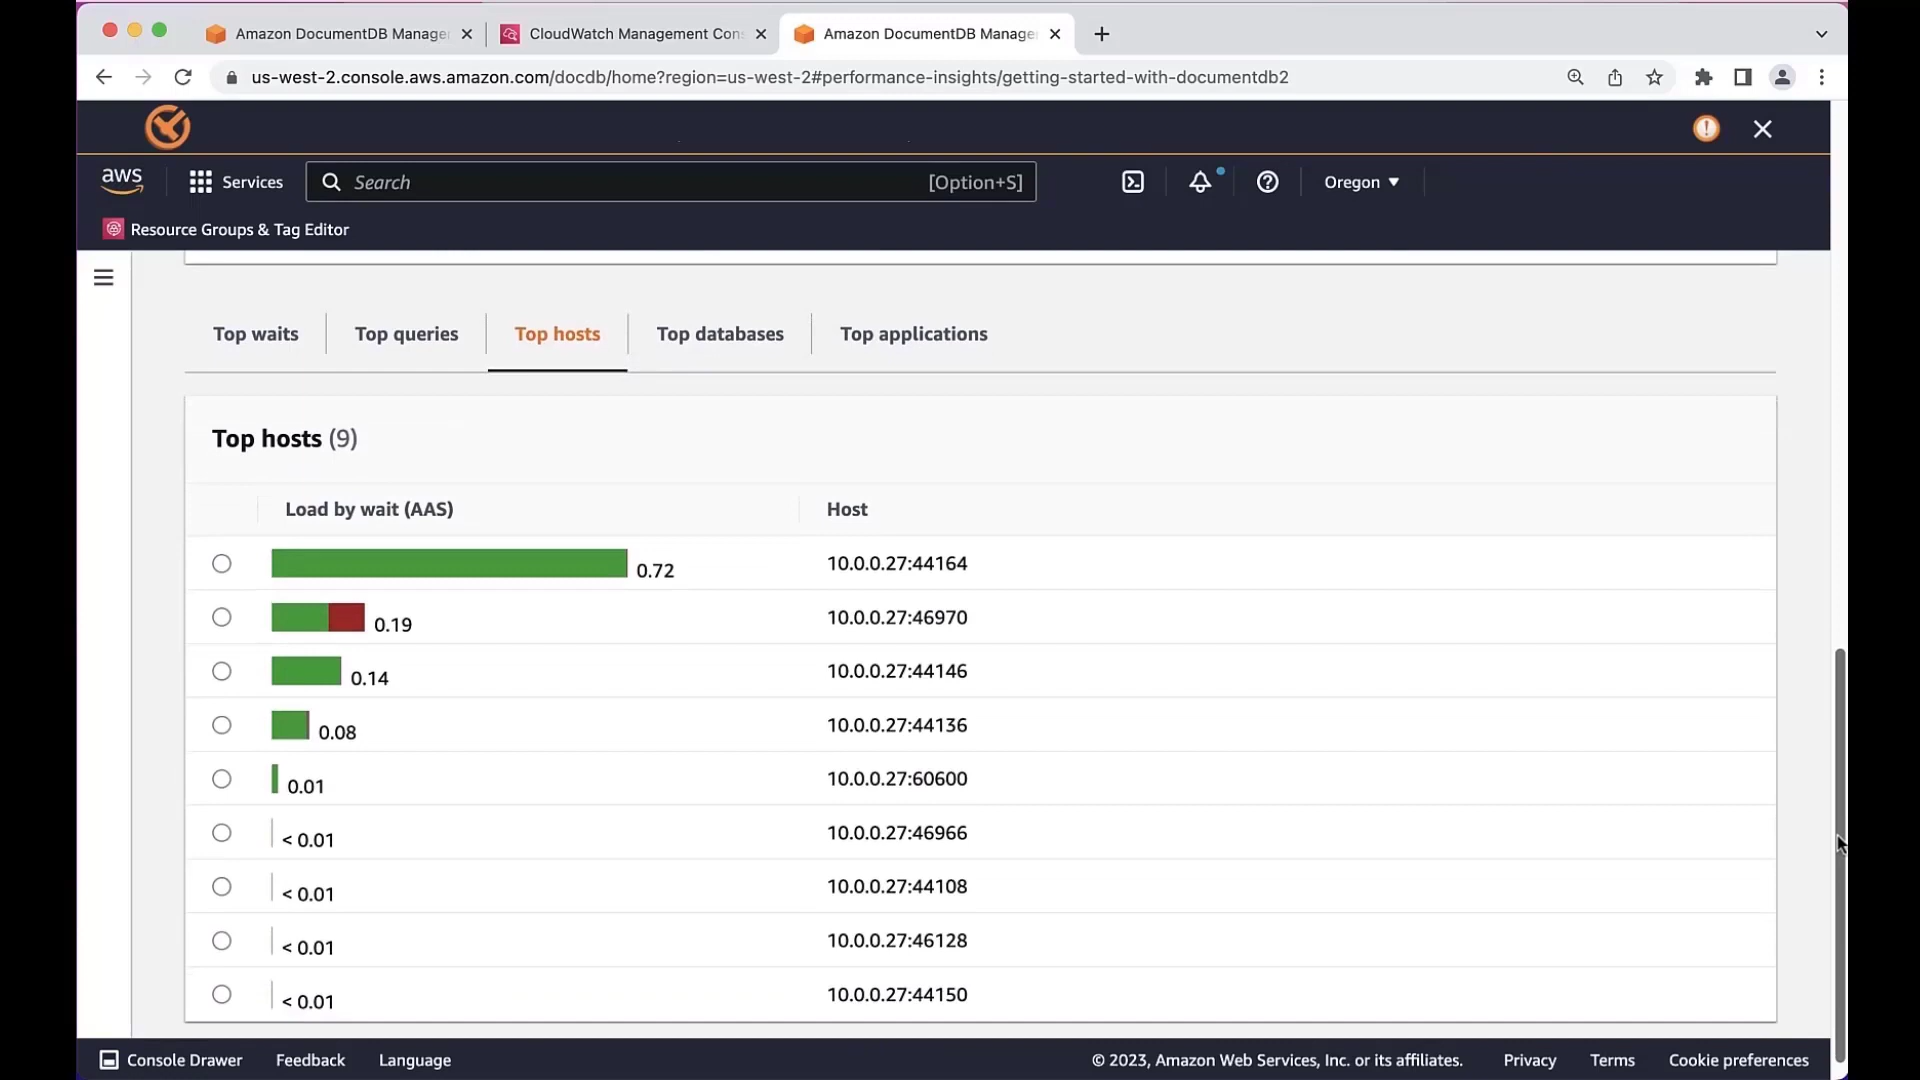 Amazon DocumentDB Manage
CloudWatch Management Con
Amazon DocumentDB Manage
us-west-2.console.aws.amazon.com/docdb/home?region=us-west-2#performance-insights/getting-started-with-documentdb2
aws
Services
Search
[Option+S]
Oregon
Resource Groups & Tag Editor
Top waits
Top queries
Top hosts
Top databases
Top applications
Top hosts (9)
Load by wait (AAS) Host
0.72 10.0.0.27:44164
0.19 10.0.0.27:46970
0.14 10.0.0.27:44146
0.08 10.0.0.27:44136
0.01 10.0.0.27:60600
< 0.01 10.0.0.27:46966
< 0.01 10.0.0.27:44108
< 0.01 10.0.0.27:46128
< 0.01 10.0.0.27:44150
Console Drawer Feedback Language © 2023, Amazon Web Services, Inc. or its affiliates. Privacy Terms Cookie preferences